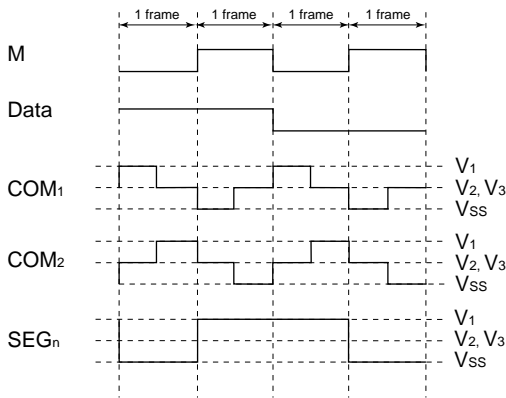 1 frame 1 frame 1 frame 1 frame
M
Data
COM1
V1
V2, V3
VSS
COM2
V1
V2, V3
VSS
SEGn
V1
V2, V3
VSS